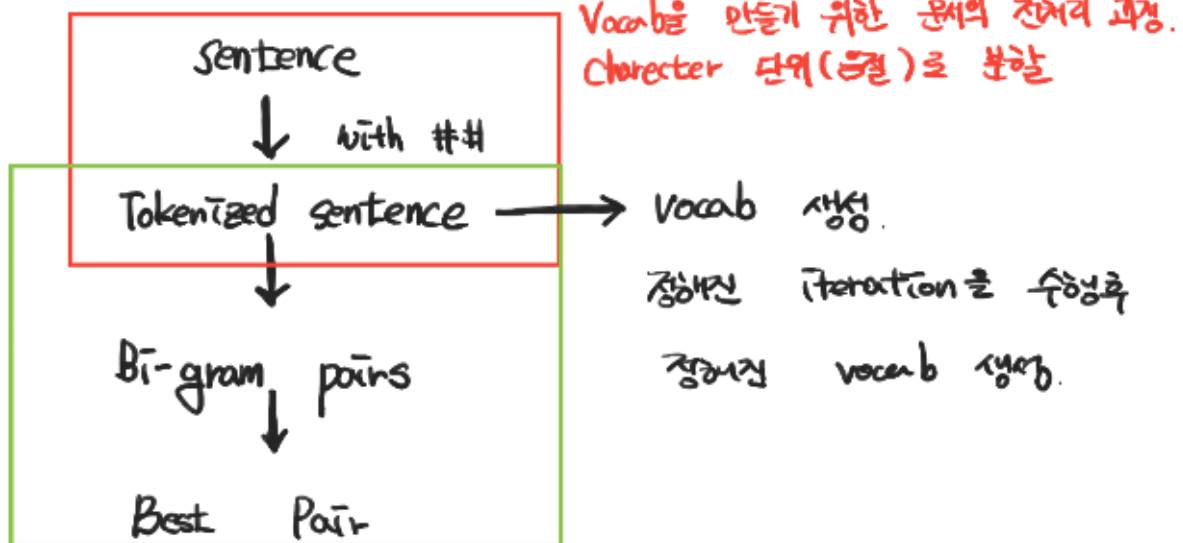 Vocab을 만들기 위한 문서의 전처리 과정.
Charecter 단위(음절)로 분할
sentence
with ##
Tokenized sentence
vocab 생성.
정해진 iteration을 수행후
정해진 vocab 생성.
Bi-gram pairs
Best Pair